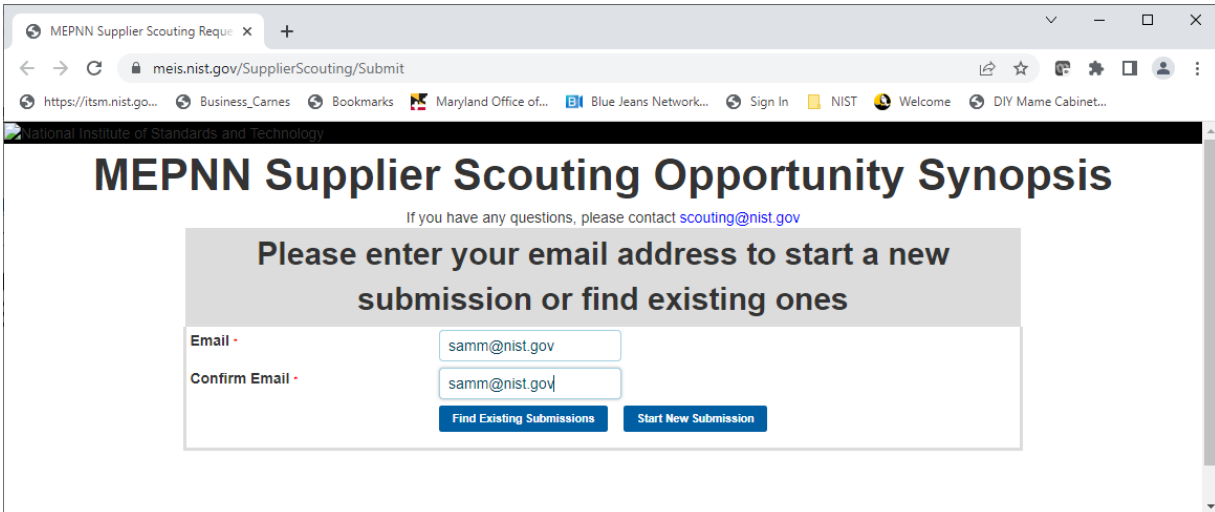 MEPNN Supplier Scouting Reque
meis.nist.gov/SupplierScouting/Submit
https://itsm.nist.go... Business_Carnes Bookmarks Maryland Office of... Blue Jeans Network... Sign In NIST Welcome DIY Mame Cabinet...
National Institute of Standards and Technology
MEPNN Supplier Scouting Opportunity Synopsis
If you have any questions, please contact scouting@nist.gov
Please enter your email address to start a new
submission or find existing ones
Email * samm@nist.gov
Confirm Email * samm@nist.gov
Find Existing Submissions Start New Submission